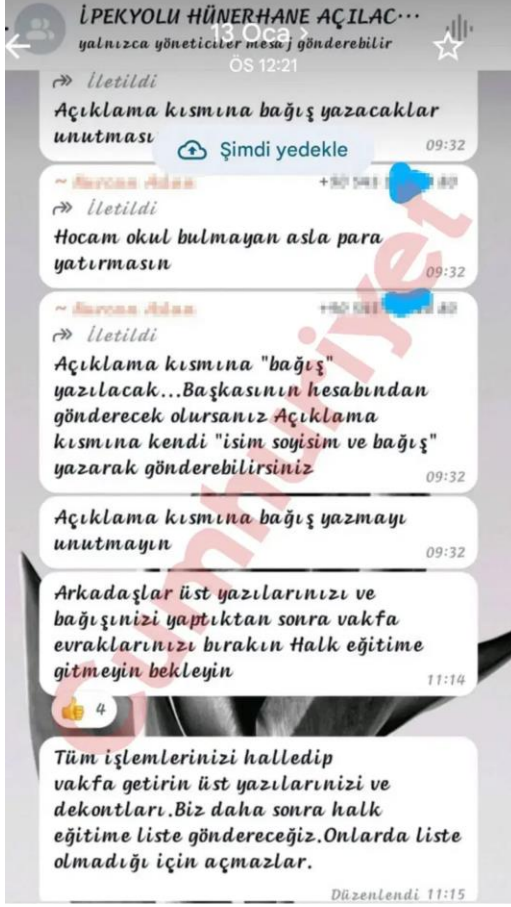 İPEKYOLU HÜNERHANE AÇILAC...
13 Oca >
yalnızca yöneticiler mesaj gönderebilir
ÖS 12:21
İletildi
Açıklama kısmına bağış yazacaklar
unutması
09:32
Şimdi yedekle
İletildi
Hocam okul bulmayan asla para
yatırmasın
09:32
İletildi
Açıklama kısmına "bağış"
yazılacak...Başkasının hesabından
gönderecek olursanız Açıklama
kısmına kendi "isim soyisim ve bağış"
yazarak gönderebilirsiniz
09:32
Açıklama kısmına bağış yazmayı
unutmayın
09:32
Arkadaşlar üst yazılarınızı ve
bağışınızi yaptıktan sonra vakfa
evraklarınızı bırakın Halk eğitime
gitmeyin bekleyin
11:14
👍 4
Tüm işlemlerinizi halledip
vakfa getirin üst yazılarınizi ve
dekontları.Biz daha sonra halk
eğitime liste göndereceğiz.Onlarda liste
olmadığı için açmazlar.
Düzenlendi 11:15
Cumhuriyet